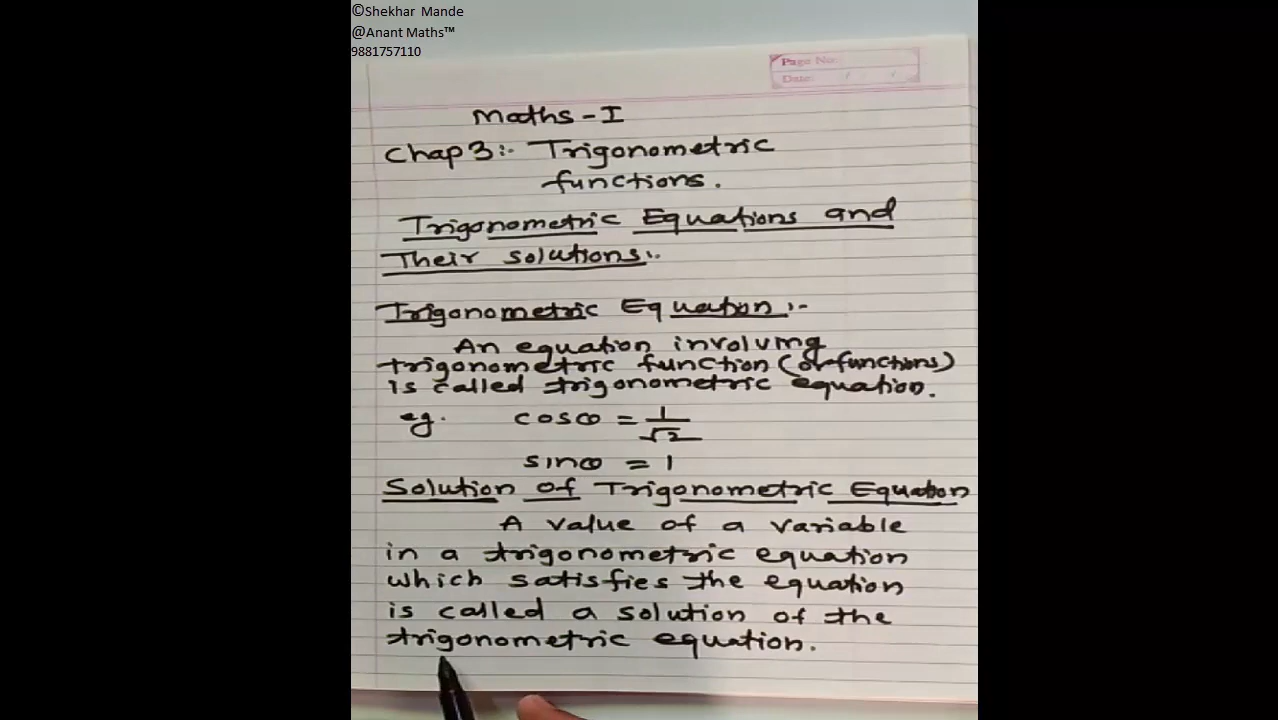 ©Shekhar Mande
@Anant Maths™
9881757110
Page No.
Date: / /
Maths - I
Chap 3:- Trigonometric
functions.
Trigonometric Equations and
Their solutions:-
Trigonometric Equation :-
An equation involving
trigonometric function (or functions)
is called trigonometric equation.
eg. cosθ = 1/√2
sinθ = 1
Solution of Trigonometric Equation
A value of a variable
in a trigonometric equation
which satisfies the equation
is called a solution of the
trigonometric equation.